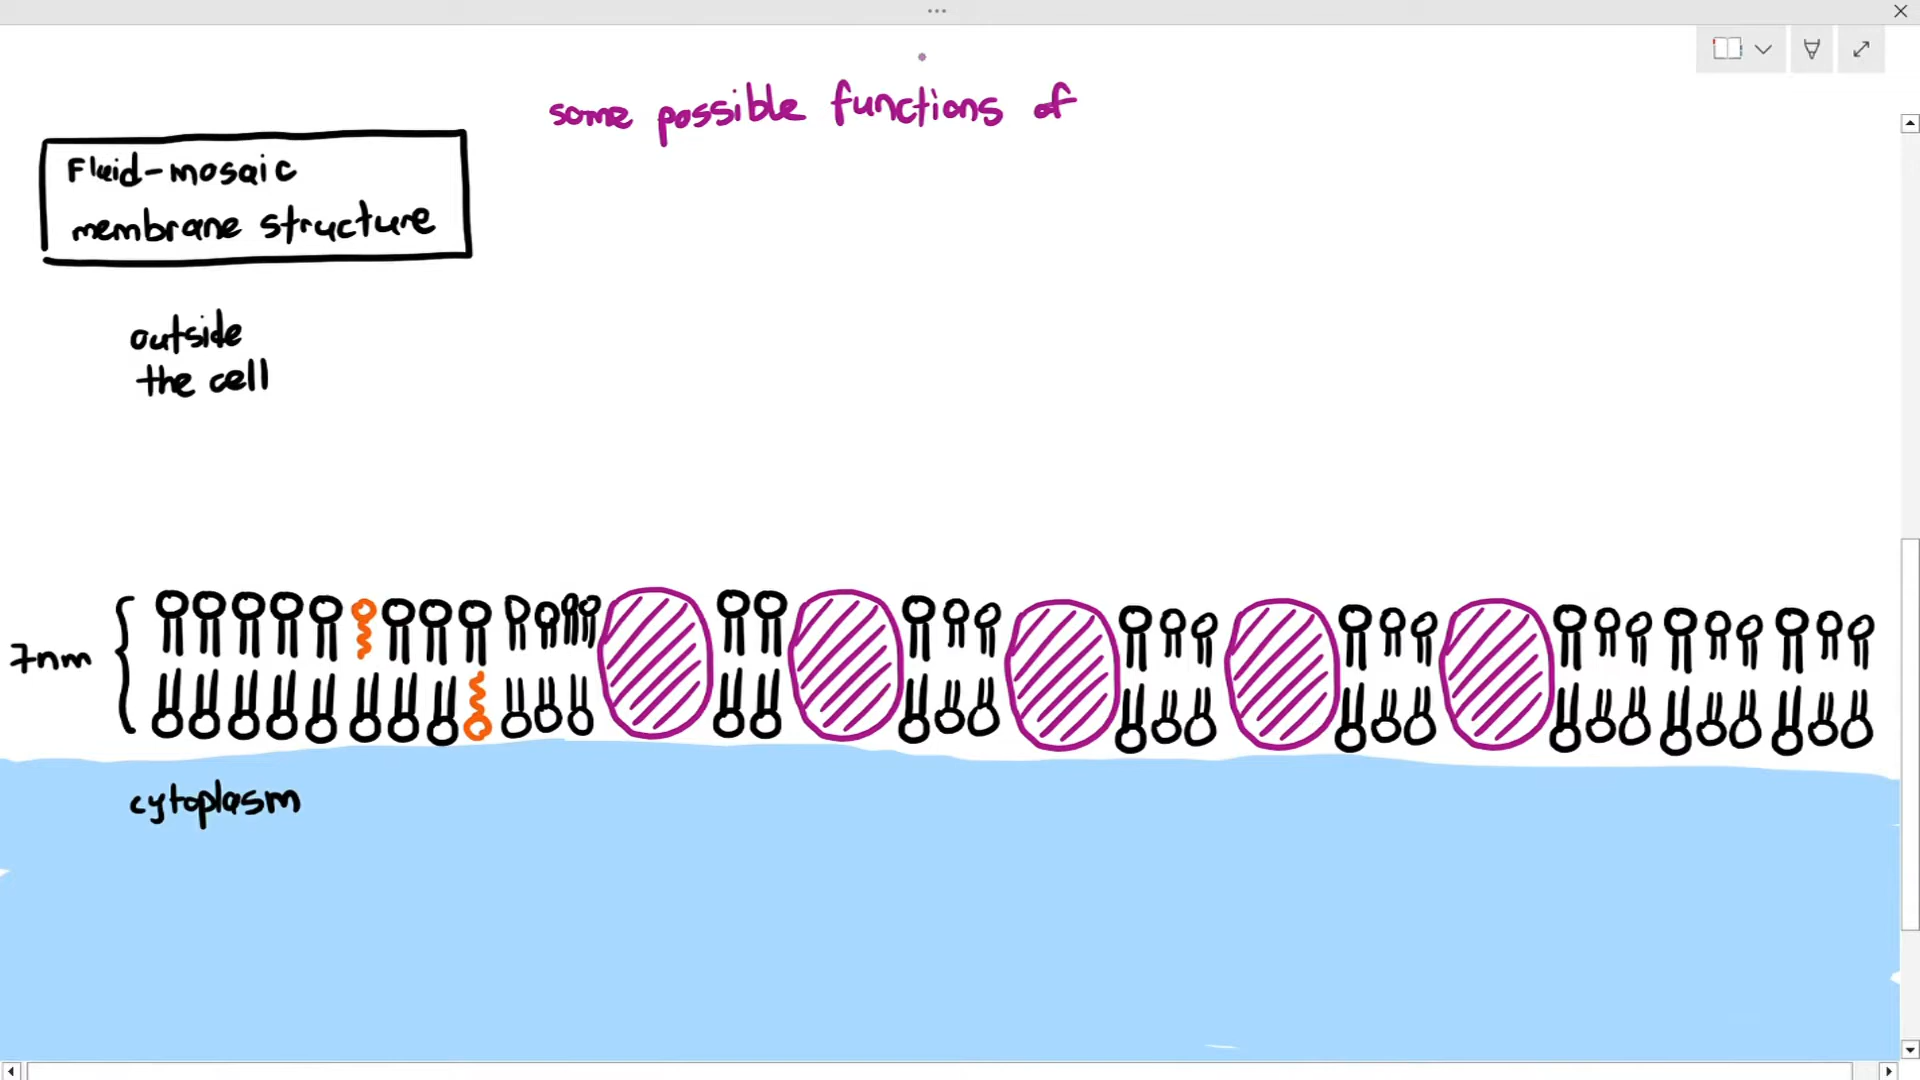 some possible functions of
Fluid-mosaic
membrane structure
outside
the cell
7nm
cytoplasm